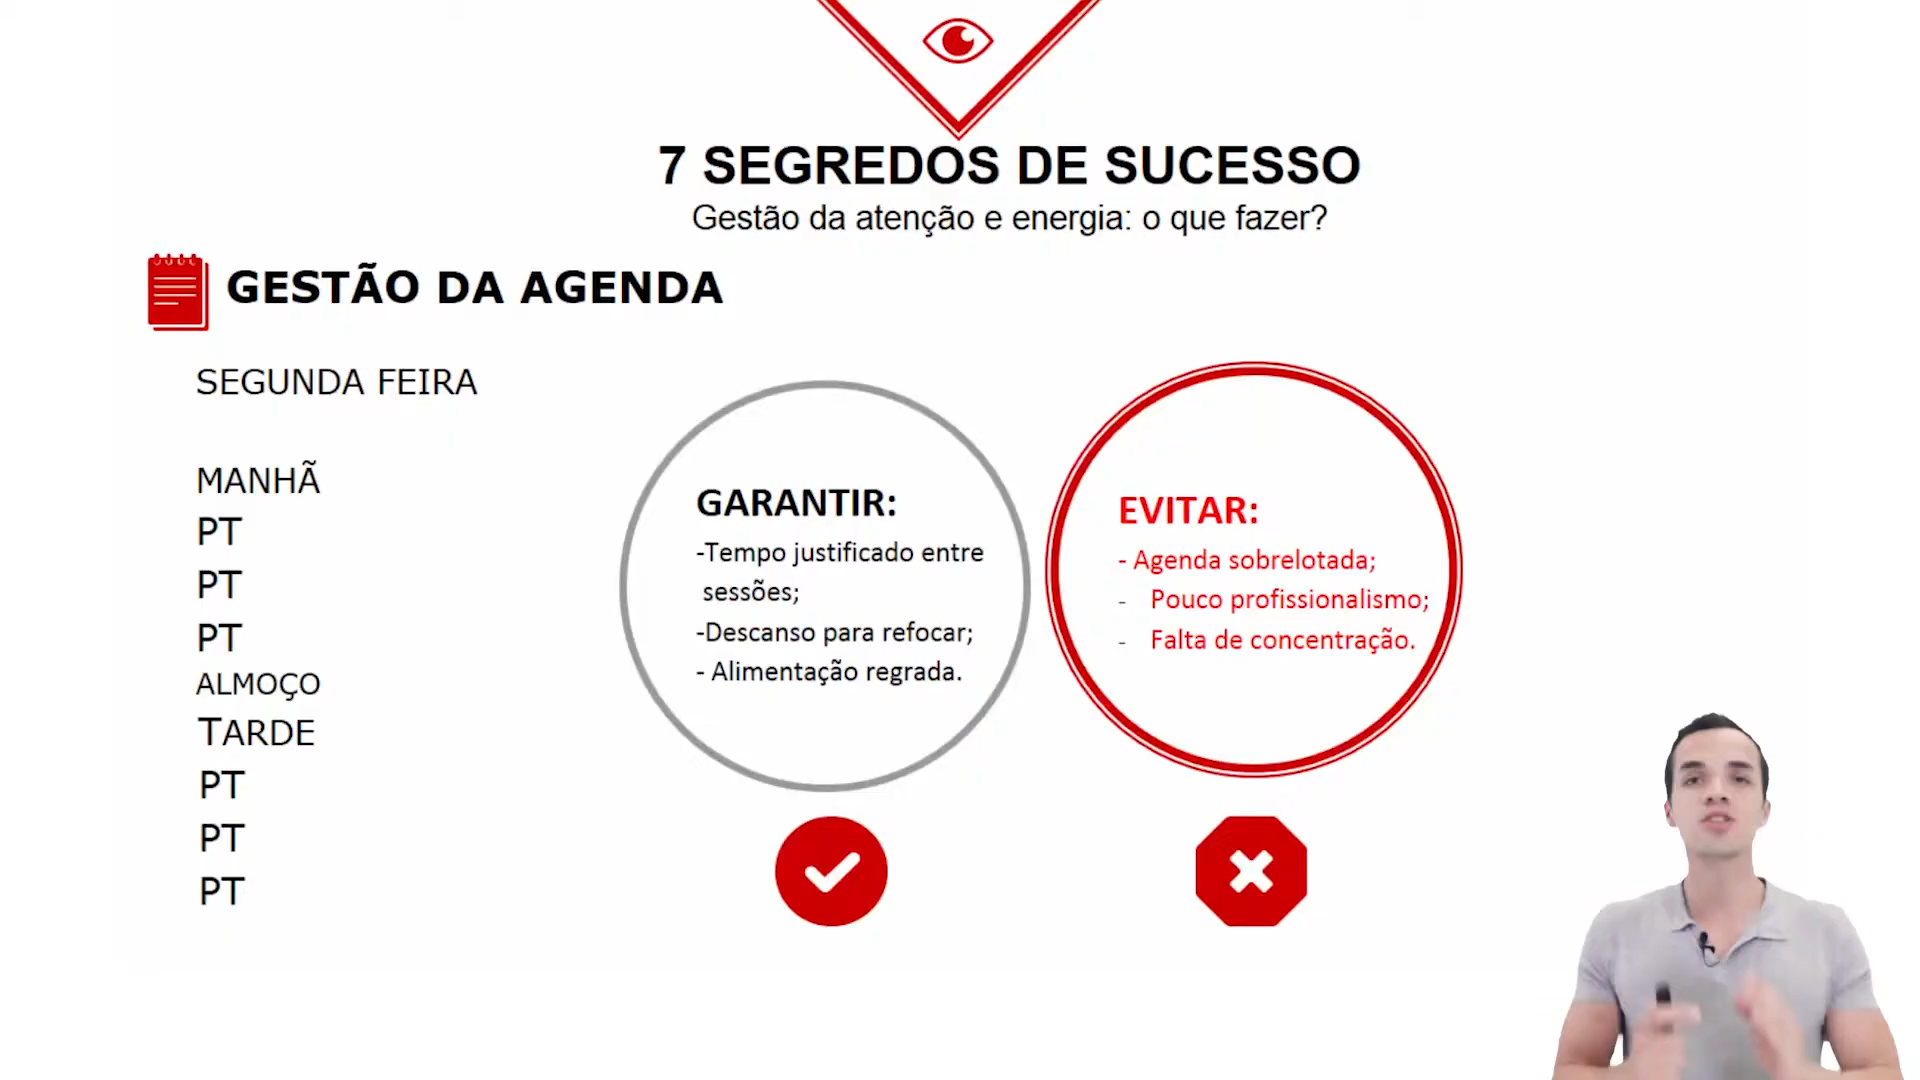 7 SEGREDOS DE SUCESSO
Gestão da atenção e energia: o que fazer?
GESTÃO DA AGENDA
SEGUNDA FEIRA
MANHÃ
PT
PT
PT
ALMOÇO
TARDE
PT
PT
PT
GARANTIR:
-Tempo justificado entre
sessões;
-Descanso para refocar;
- Alimentação regrada.
EVITAR:
- Agenda sobrelotada;
- Pouco profissionalismo;
- Falta de concentração.